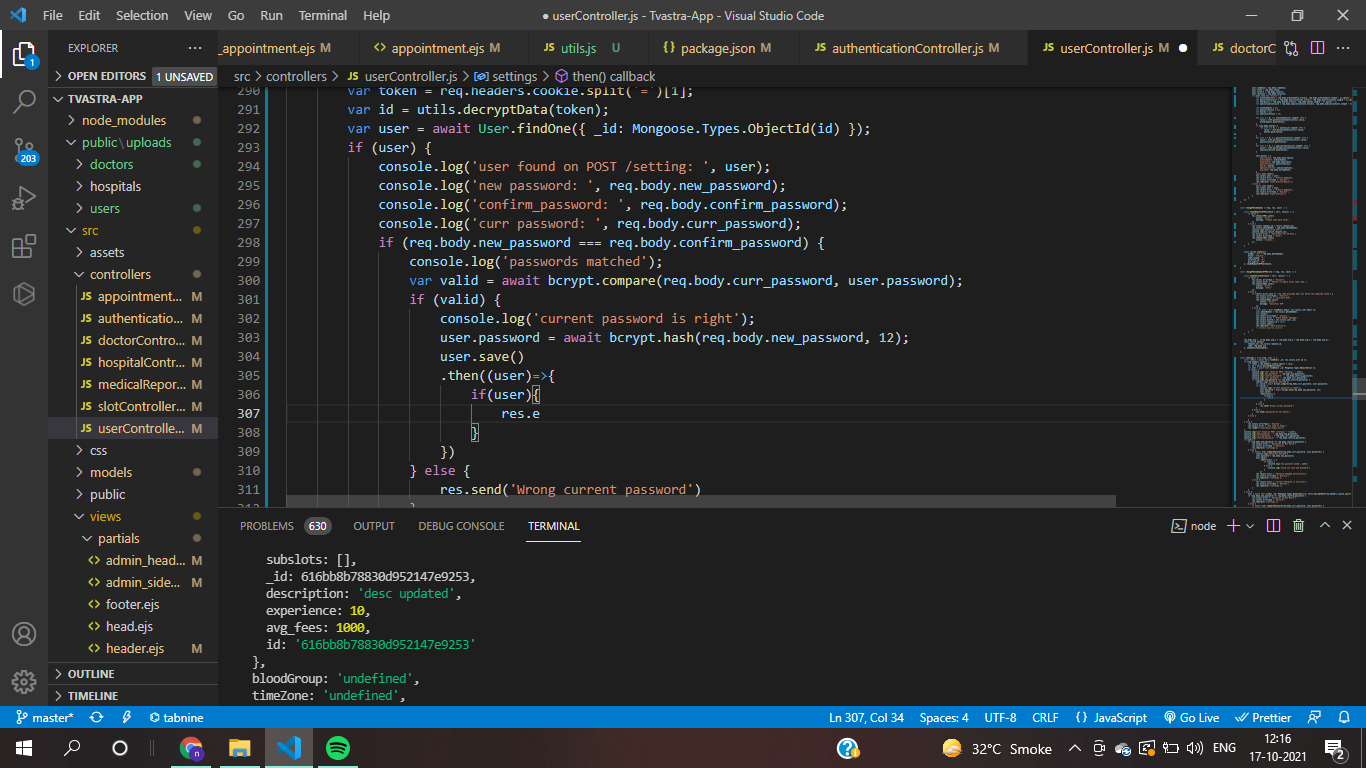 File Edit Selection View Go Run Terminal Help
● userController.js - Tvastra-App - Visual Studio Code
EXPLORER ···
_appointment.ejs M
<> appointment.ejs M
JS utils.js U
{} package.json M
JS authenticationController.js M
JS userController.js M ●
JS doctorC
···
OPEN EDITORS 1 UNSAVED
src > controllers > JS userController.js > settings > then() callback
TVASTRA-APP
node_modules
public\uploads
doctors
hospitals
users
src
assets
controllers
JS appointment... M
JS authenticatio... M
JS doctorContro... M
JS hospitalContr... M
JS medicalRepor... M
JS slotController... M
JS userControlle... M
css
models
public
views
partials
<> admin_head... M
<> admin_side... M
<> footer.ejs
<> head.ejs
<> header.ejs M
OUTLINE
TIMELINE
1
203
290 var token = req.headers.cookie.split('=')[1];
291 var id = utils.decryptData(token);
292 var user = await User.findOne({ _id: Mongoose.Types.ObjectId(id) });
293 if (user) {
294 console.log('user found on POST /setting: ', user);
295 console.log('new password: ', req.body.new_password);
296 console.log('confirm_password: ', req.body.confirm_password);
297 console.log('curr password: ', req.body.curr_password);
298 if (req.body.new_password === req.body.confirm_password) {
299 console.log('passwords matched');
300 var valid = await bcrypt.compare(req.body.curr_password, user.password);
301 if (valid) {
302 console.log('current password is right');
303 user.password = await bcrypt.hash(req.body.new_password, 12);
304 user.save()
305 .then((user)=>{
306 if(user){
307 res.e
308 }
309 })
310 } else {
311 res.send('Wrong current password')
PROBLEMS 630 OUTPUT DEBUG CONSOLE TERMINAL
node
subslots: [],
_id: 616bb8b78830d952147e9253,
description: 'desc updated',
experience: 10,
avg_fees: 1000,
id: '616bb8b78830d952147e9253'
},
bloodGroup: 'undefined',
timeZone: 'undefined',
master* tabnine
Ln 307, Col 34 Spaces: 4 UTF-8 CRLF {} JavaScript Go Live Prettier
32°C Smoke
ENG
12:16
17-10-2021
2